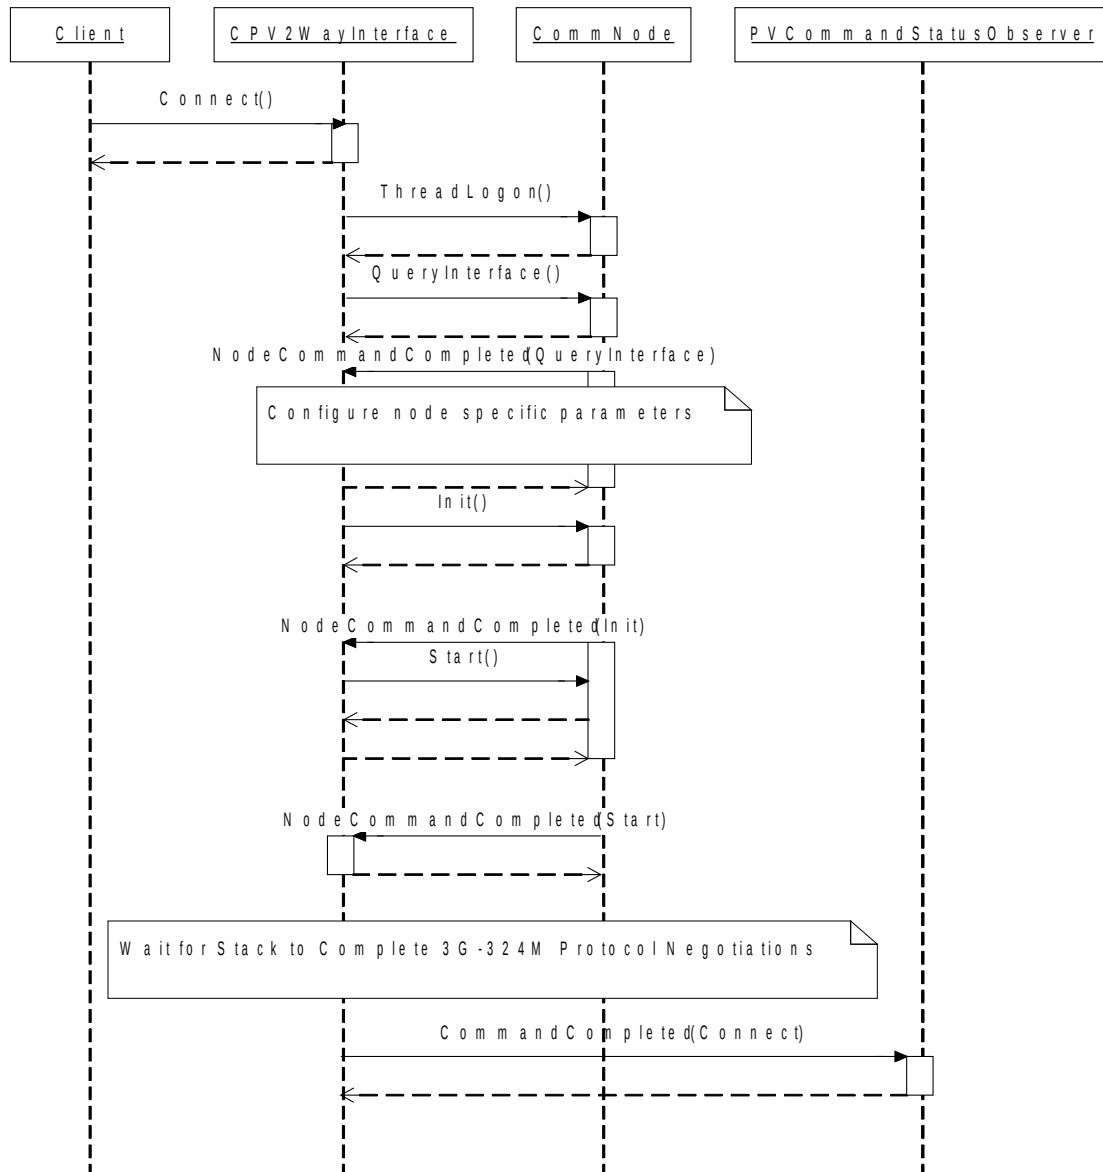 Client
CPV2WayInterface
CommNode
PVCommandStatusObserver
Connect()
ThreadLogon()
QueryInterface()
NodeCommandCompleted(QueryInterface)
Configure node specific parameters
Init()
NodeCommandCompleted(Init)
Start()
NodeCommandCompleted(Start)
Wait for Stack to Complete 3G-324M Protocol Negotiations
CommandCompleted(Connect)